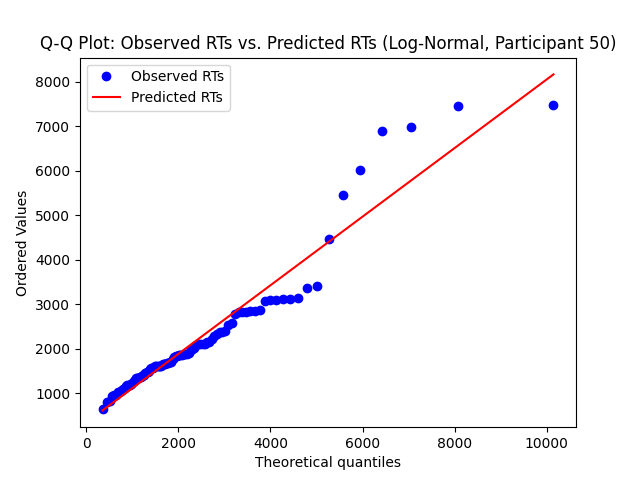 Q-Q Plot: Observed RTs vs. Predicted RTs (Log-Normal, Participant 50)
Observed RTs
Predicted RTs
Ordered Values
8000
7000
6000
5000
4000
3000
2000
1000
0 2000 4000 6000 8000 10000
Theoretical quantiles